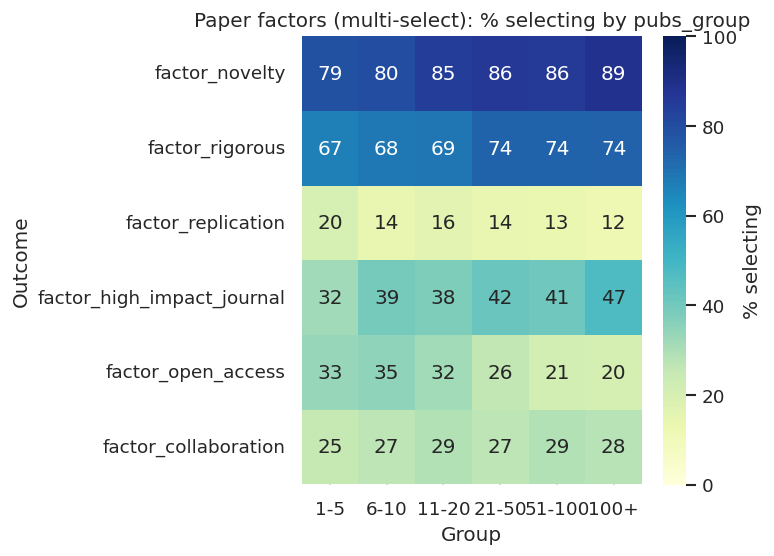 Paper factors (multi-select): % selecting by pubs_group
Outcome
factor_novelty 79 80 85 86 86 89
factor_rigorous 67 68 69 74 74 74
factor_replication 20 14 16 14 13 12
factor_high_impact_journal 32 39 38 42 41 47
factor_open_access 33 35 32 26 21 20
factor_collaboration 25 27 29 27 29 28
1-5 6-10 11-20 21-50 51-100 100+
Group
100
80
60
40
20
0
% selecting